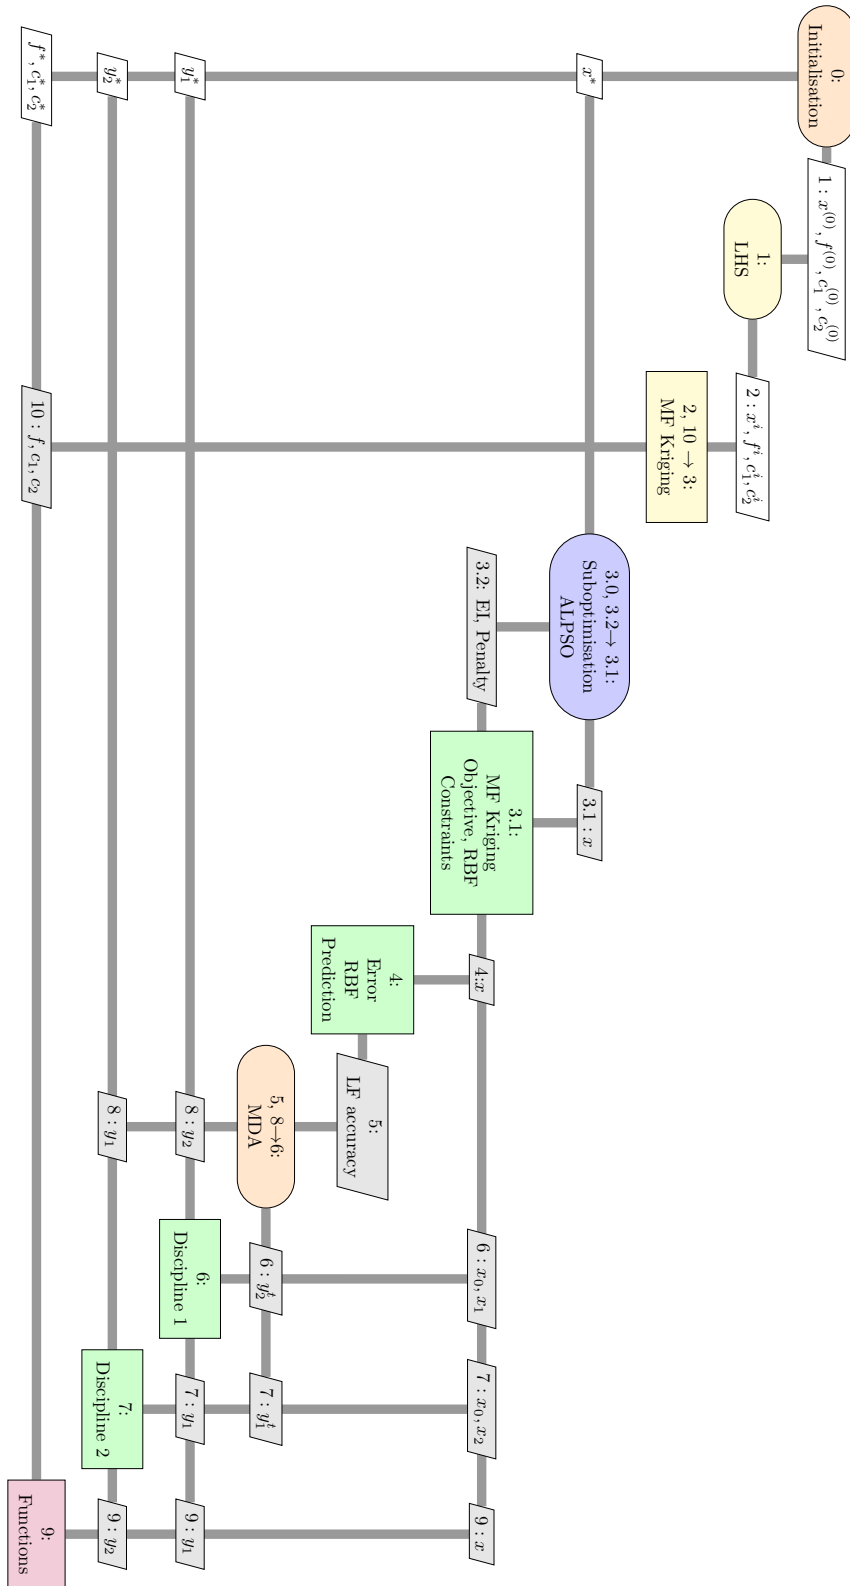 0:
Initialisation
1 : x^{(0)}, f^{(0)}, c_1^{(0)}, c_2^{(0)}
1:
LHS
2 : x^i, f^i, c_1^i, c_2^i
2, 10 → 3:
MF Kriging
x^*
3.0, 3.2→ 3.1:
Suboptimisation
ALPSO
3.1 : x
3.2: EI, Penalty
3.1:
MF Kriging
Objective, RBF
Constraints
4:x
6 : x_0, x_1
7 : x_0, x_2
9 : x
4:
Error
RBF
Prediction
5:
LF accuracy
5, 8→6:
MDA
6 : y_2^t
7 : y_1^t
y_1^*
8 : y_2
6:
Discipline 1
7 : y_1
9 : y_1
y_2^*
8 : y_1
7:
Discipline 2
9 : y_2
f^*, c_1^*, c_2^*
10 : f, c_1, c_2
9:
Functions